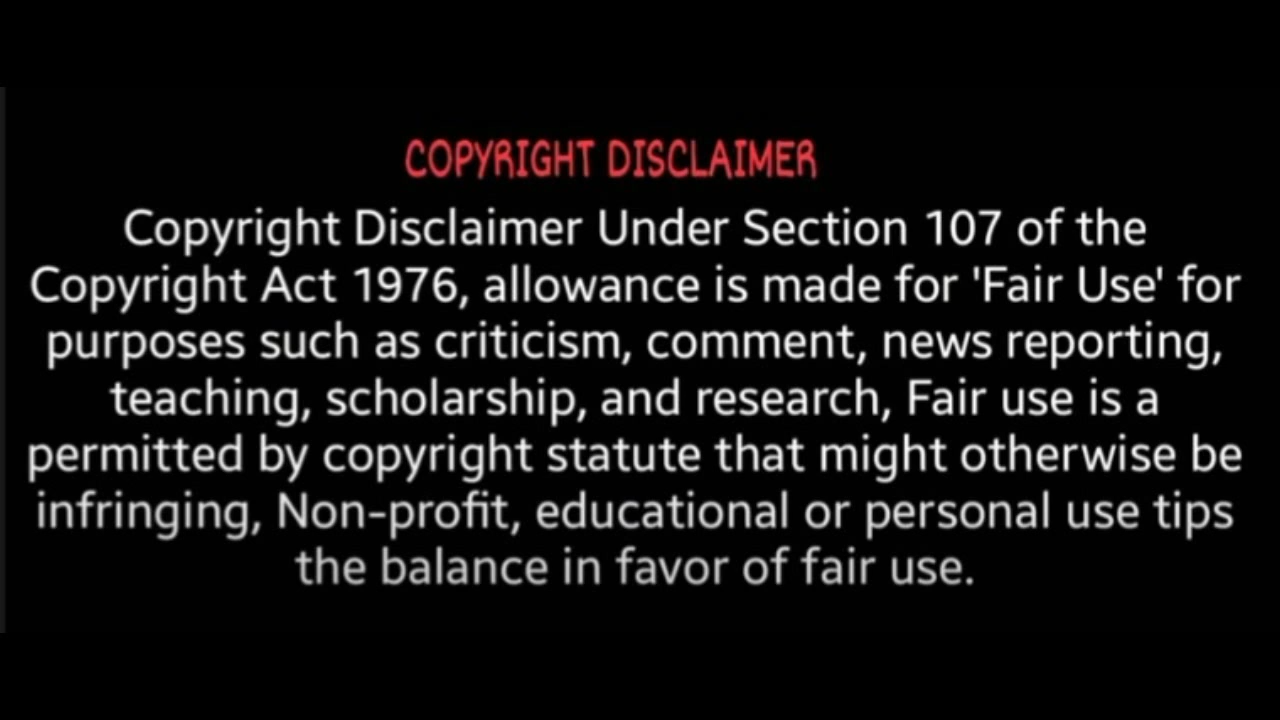 COPYRIGHT DISCLAIMER
Copyright Disclaimer Under Section 107 of the
Copyright Act 1976, allowance is made for 'Fair Use' for
purposes such as criticism, comment, news reporting,
teaching, scholarship, and research, Fair use is a
permitted by copyright statute that might otherwise be
infringing, Non-profit, educational or personal use tips
the balance in favor of fair use.